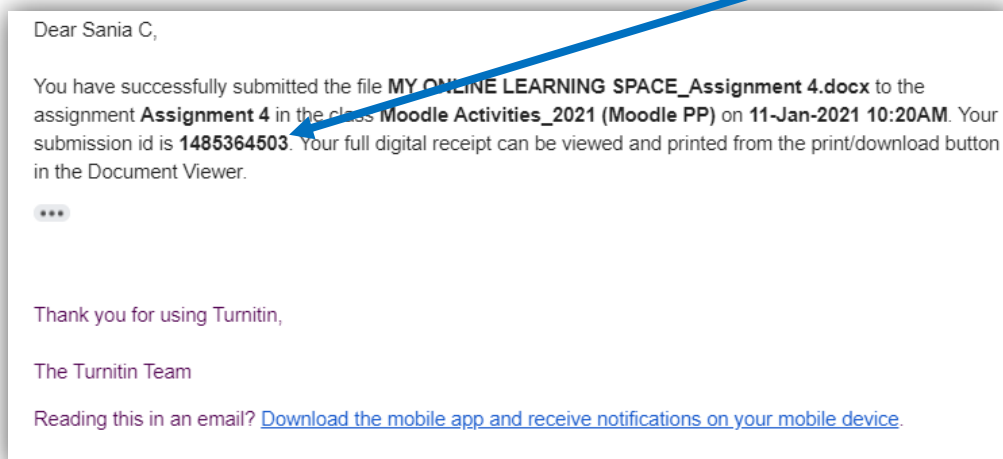 Dear Sania C,
You have successfully submitted the file MY ONLINE LEARNING SPACE_Assignment 4.docx to the
assignment Assignment 4 in the class Moodle Activities_2021 (Moodle PP) on 11-Jan-2021 10:20AM. Your
submission id is 1485364503. Your full digital receipt can be viewed and printed from the print/download button
in the Document Viewer.
Thank you for using Turnitin,
The Turnitin Team
Reading this in an email? Download the mobile app and receive notifications on your mobile device.